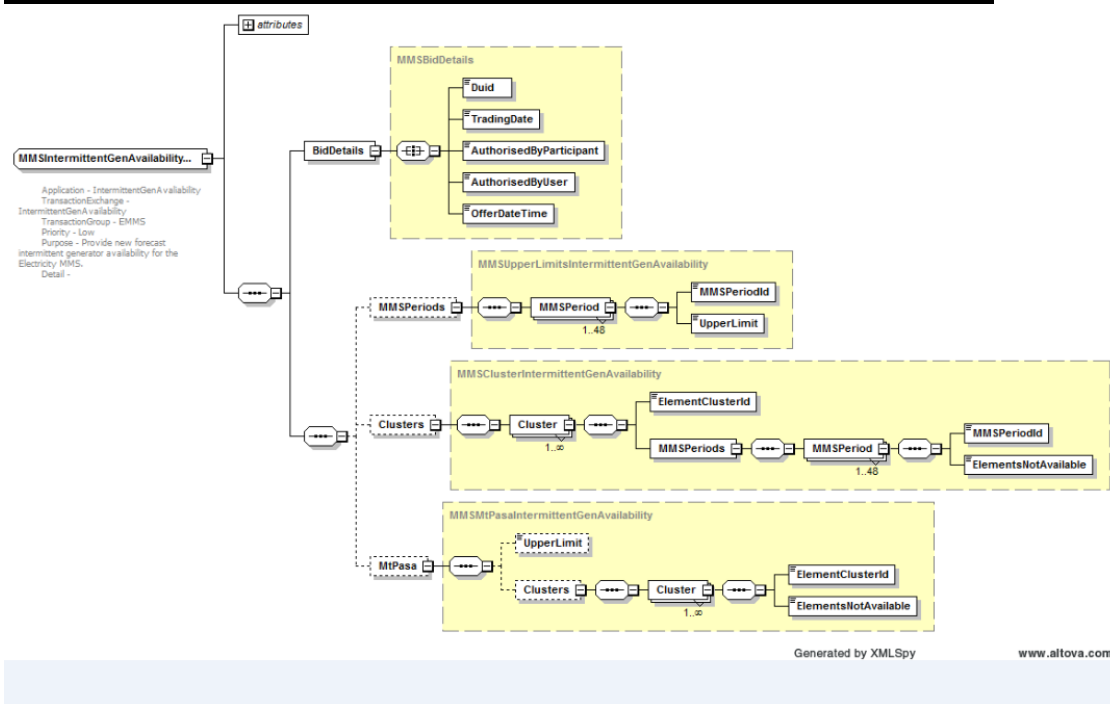 attributes
MMSBidDetails
Duid
TradingDate
MMSIntermittentGenAvailability...
BidDetails
AuthorisedByParticipant
AuthorisedByUser
OfferDateTime
Application - IntermittentGenAvailability
TransactionExchange -
IntermittentGenAvailability
TransactionGroup - EMMS
Priority - Low
Purpose - Provide new forecast
intermittent generator availability for the
Electricity MMS.
Detail -
MMSUpperLimitsIntermittentGenAvailability
MMSPeriods
MMSPeriod
1..48
MMSPeriodId
UpperLimit
MMSClusterIntermittentGenAvailability
Clusters
Cluster
1..∞
ElementClusterId
MMSPeriods
MMSPeriod
1..48
MMSPeriodId
ElementsNotAvailable
MMSMtPasaIntermittentGenAvailability
MtPasa
UpperLimit
Clusters
Cluster
1..∞
ElementClusterId
ElementsNotAvailable
Generated by XMLSpy
www.altova.com